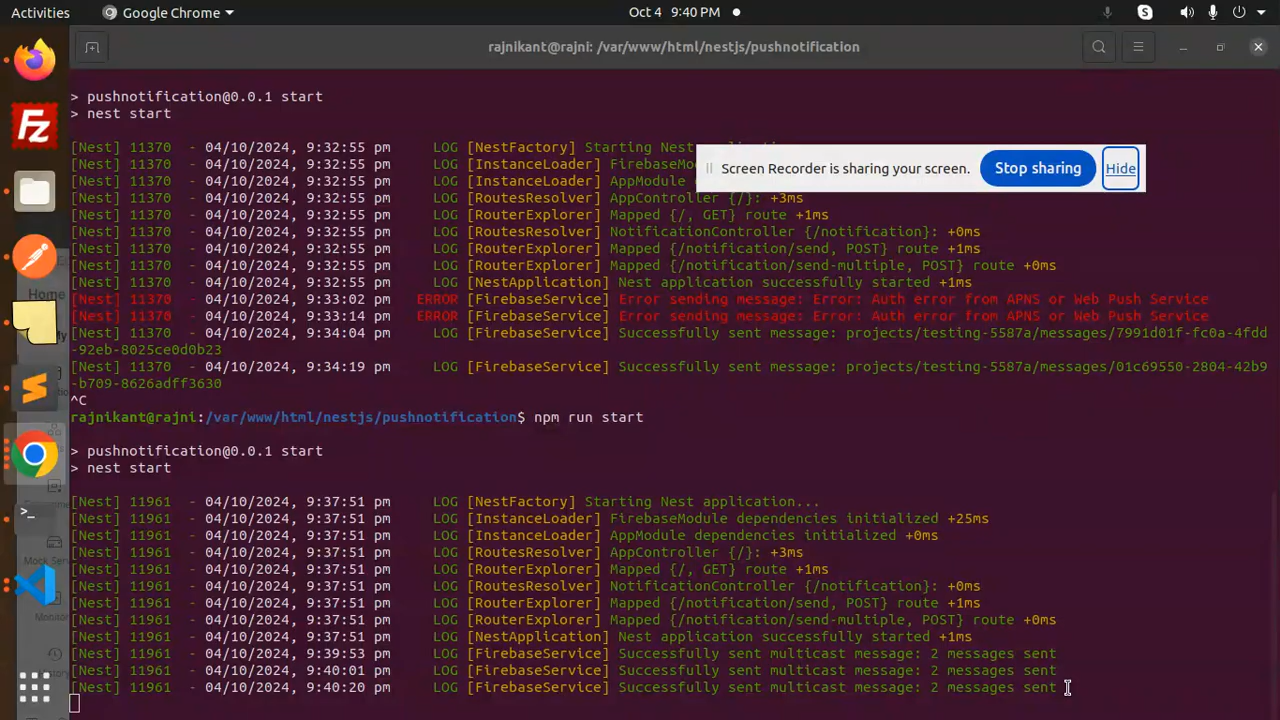 Activities Google Chrome Oct 4 9:40 PM
rajnikant@rajni: /var/www/html/nestjs/pushnotification
> pushnotification@0.0.1 start
> nest start
[Nest] 11370 - 04/10/2024, 9:32:55 pm LOG [NestFactory] Starting Nest
[Nest] 11370 - 04/10/2024, 9:32:55 pm LOG [InstanceLoader] FirebaseMo
Screen Recorder is sharing your screen. Stop sharing Hide
[Nest] 11370 - 04/10/2024, 9:32:55 pm LOG [InstanceLoader] AppModule
[Nest] 11370 - 04/10/2024, 9:32:55 pm LOG [RoutesResolver] AppController {/}: +3ms
[Nest] 11370 - 04/10/2024, 9:32:55 pm LOG [RouterExplorer] Mapped {/, GET} route +1ms
[Nest] 11370 - 04/10/2024, 9:32:55 pm LOG [RoutesResolver] NotificationController {/notification}: +0ms
[Nest] 11370 - 04/10/2024, 9:32:55 pm LOG [RouterExplorer] Mapped {/notification/send, POST} route +1ms
[Nest] 11370 - 04/10/2024, 9:32:55 pm LOG [RouterExplorer] Mapped {/notification/send-multiple, POST} route +0ms
[Nest] 11370 - 04/10/2024, 9:32:55 pm LOG [NestApplication] Nest application successfully started +1ms
[Nest] 11370 - 04/10/2024, 9:33:02 pm ERROR [FirebaseService] Error sending message: Error: Auth error from APNS or Web Push Service
[Nest] 11370 - 04/10/2024, 9:33:14 pm ERROR [FirebaseService] Error sending message: Error: Auth error from APNS or Web Push Service
[Nest] 11370 - 04/10/2024, 9:34:04 pm LOG [FirebaseService] Successfully sent message: projects/testing-5587a/messages/7991d01f-fc0a-4fdd
-92eb-8025ce0d0b23
[Nest] 11370 - 04/10/2024, 9:34:19 pm LOG [FirebaseService] Successfully sent message: projects/testing-5587a/messages/01c69550-2804-42b9
-b709-8626adff3630
^C
rajnikant@rajni:/var/www/html/nestjs/pushnotification$ npm run start
> pushnotification@0.0.1 start
> nest start
[Nest] 11961 - 04/10/2024, 9:37:51 pm LOG [NestFactory] Starting Nest application...
[Nest] 11961 - 04/10/2024, 9:37:51 pm LOG [InstanceLoader] FirebaseModule dependencies initialized +25ms
[Nest] 11961 - 04/10/2024, 9:37:51 pm LOG [InstanceLoader] AppModule dependencies initialized +0ms
[Nest] 11961 - 04/10/2024, 9:37:51 pm LOG [RoutesResolver] AppController {/}: +3ms
[Nest] 11961 - 04/10/2024, 9:37:51 pm LOG [RouterExplorer] Mapped {/, GET} route +1ms
[Nest] 11961 - 04/10/2024, 9:37:51 pm LOG [RoutesResolver] NotificationController {/notification}: +0ms
[Nest] 11961 - 04/10/2024, 9:37:51 pm LOG [RouterExplorer] Mapped {/notification/send, POST} route +1ms
[Nest] 11961 - 04/10/2024, 9:37:51 pm LOG [RouterExplorer] Mapped {/notification/send-multiple, POST} route +0ms
[Nest] 11961 - 04/10/2024, 9:37:51 pm LOG [NestApplication] Nest application successfully started +1ms
[Nest] 11961 - 04/10/2024, 9:39:53 pm LOG [FirebaseService] Successfully sent multicast message: 2 messages sent
[Nest] 11961 - 04/10/2024, 9:40:01 pm LOG [FirebaseService] Successfully sent multicast message: 2 messages sent
[Nest] 11961 - 04/10/2024, 9:40:20 pm LOG [FirebaseService] Successfully sent multicast message: 2 messages sent